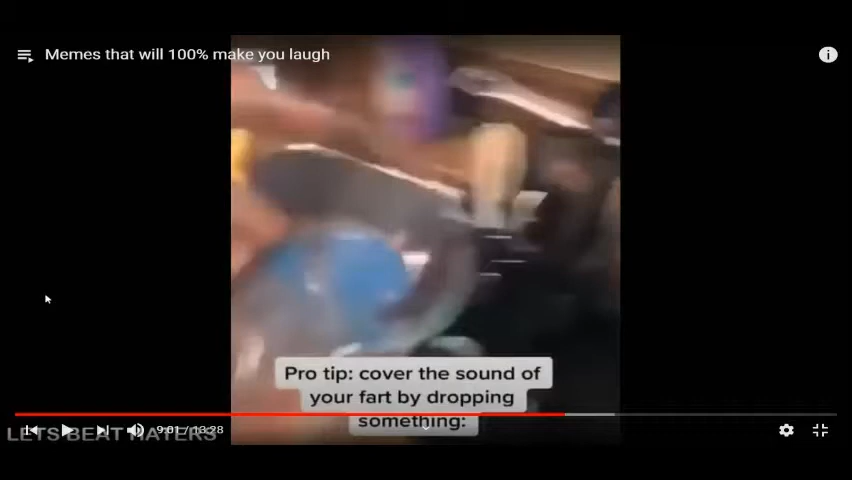 Memes that will 100% make you laugh
Pro tip: cover the sound of
your fart by dropping
something:
LETS BEAT HATERS
9:01 / 13:28